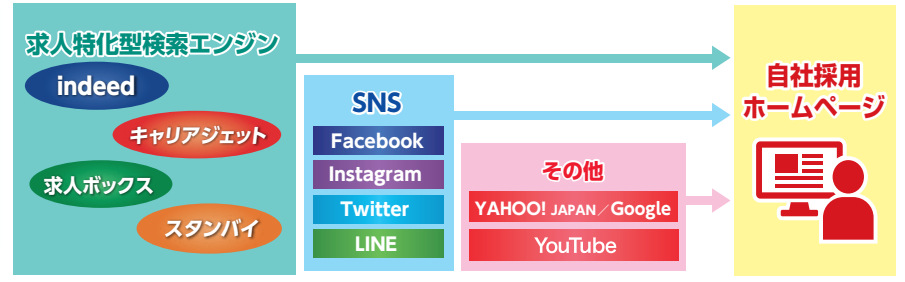 求人特化型検索エンジン
indeed
キャリアジェット
求人ボックス
スタンバイ
SNS
Facebook
Instagram
Twitter
LINE
その他
YAHOO! JAPAN／Google
YouTube
自社採用
ホームページ